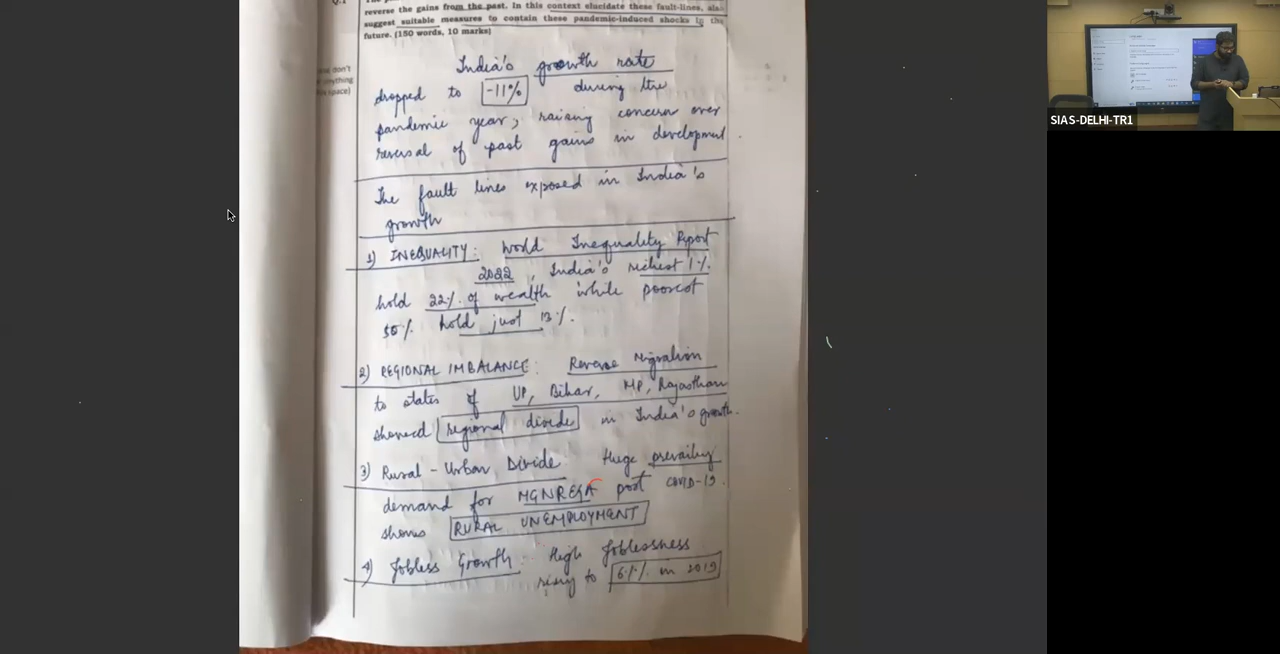 reverse the gains from the past. In this context elucidate these fault-lines, also
suggest suitable measures to contain these pandemic-induced shocks in the
future. (150 words, 10 marks)
India's growth rate
dropped to -11% during the
pandemic year, raising concern over
reversal of past gains in development.
The fault lines exposed in India's
growth
1) INEQUALITY: World Inequality Report
2022, India's richest 1%
hold 22% of wealth while poorest
50% hold just 13%.
2) REGIONAL IMBALANCE: Reverse Migration
to states of UP, Bihar, MP, Rajasthan
showed regional divide in India's growth.
3) Rural-Urban Divide Huge prevailing
demand for MGNREGA post COVID-19.
shows RURAL UNEMPLOYMENT
4) Jobless Growth: High Joblessness
rising to 6.1% in 2019
SIAS-DELHI-TR1